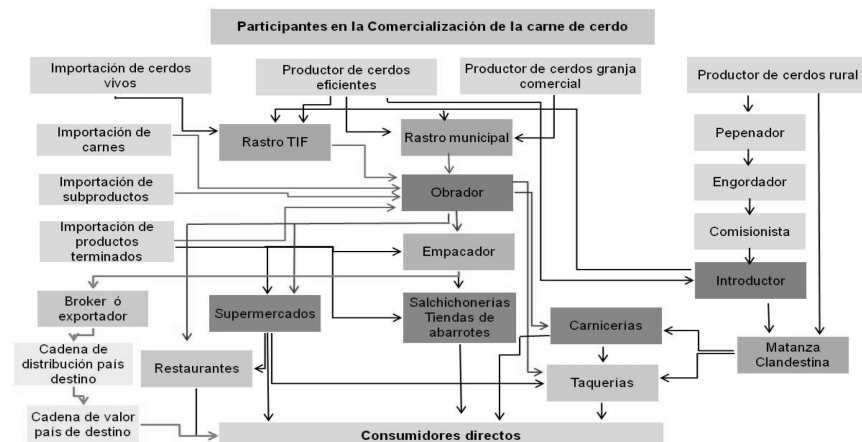 Participantes en la Comercialización de la carne de cerdo
Importación de cerdos
vivos
Productor de cerdos
eficientes
Productor de cerdos granja
comercial
Productor de cerdos rural
Importación de
carnes
Rastro TIF
Rastro municipal
Pepenador
Importación de
subproductos
Obrador
Engordador
Importación de
productos
terminados
Empacador
Comisionista
Introductor
Broker ó
exportador
Supermercados
Salchichonerías
Tiendas de
abarrotes
Carnicerías
Matanza
Clandestina
Cadena de
distribución país
destino
Restaurantes
Taquerías
Cadena de valor
país de destino
Consumidores directos